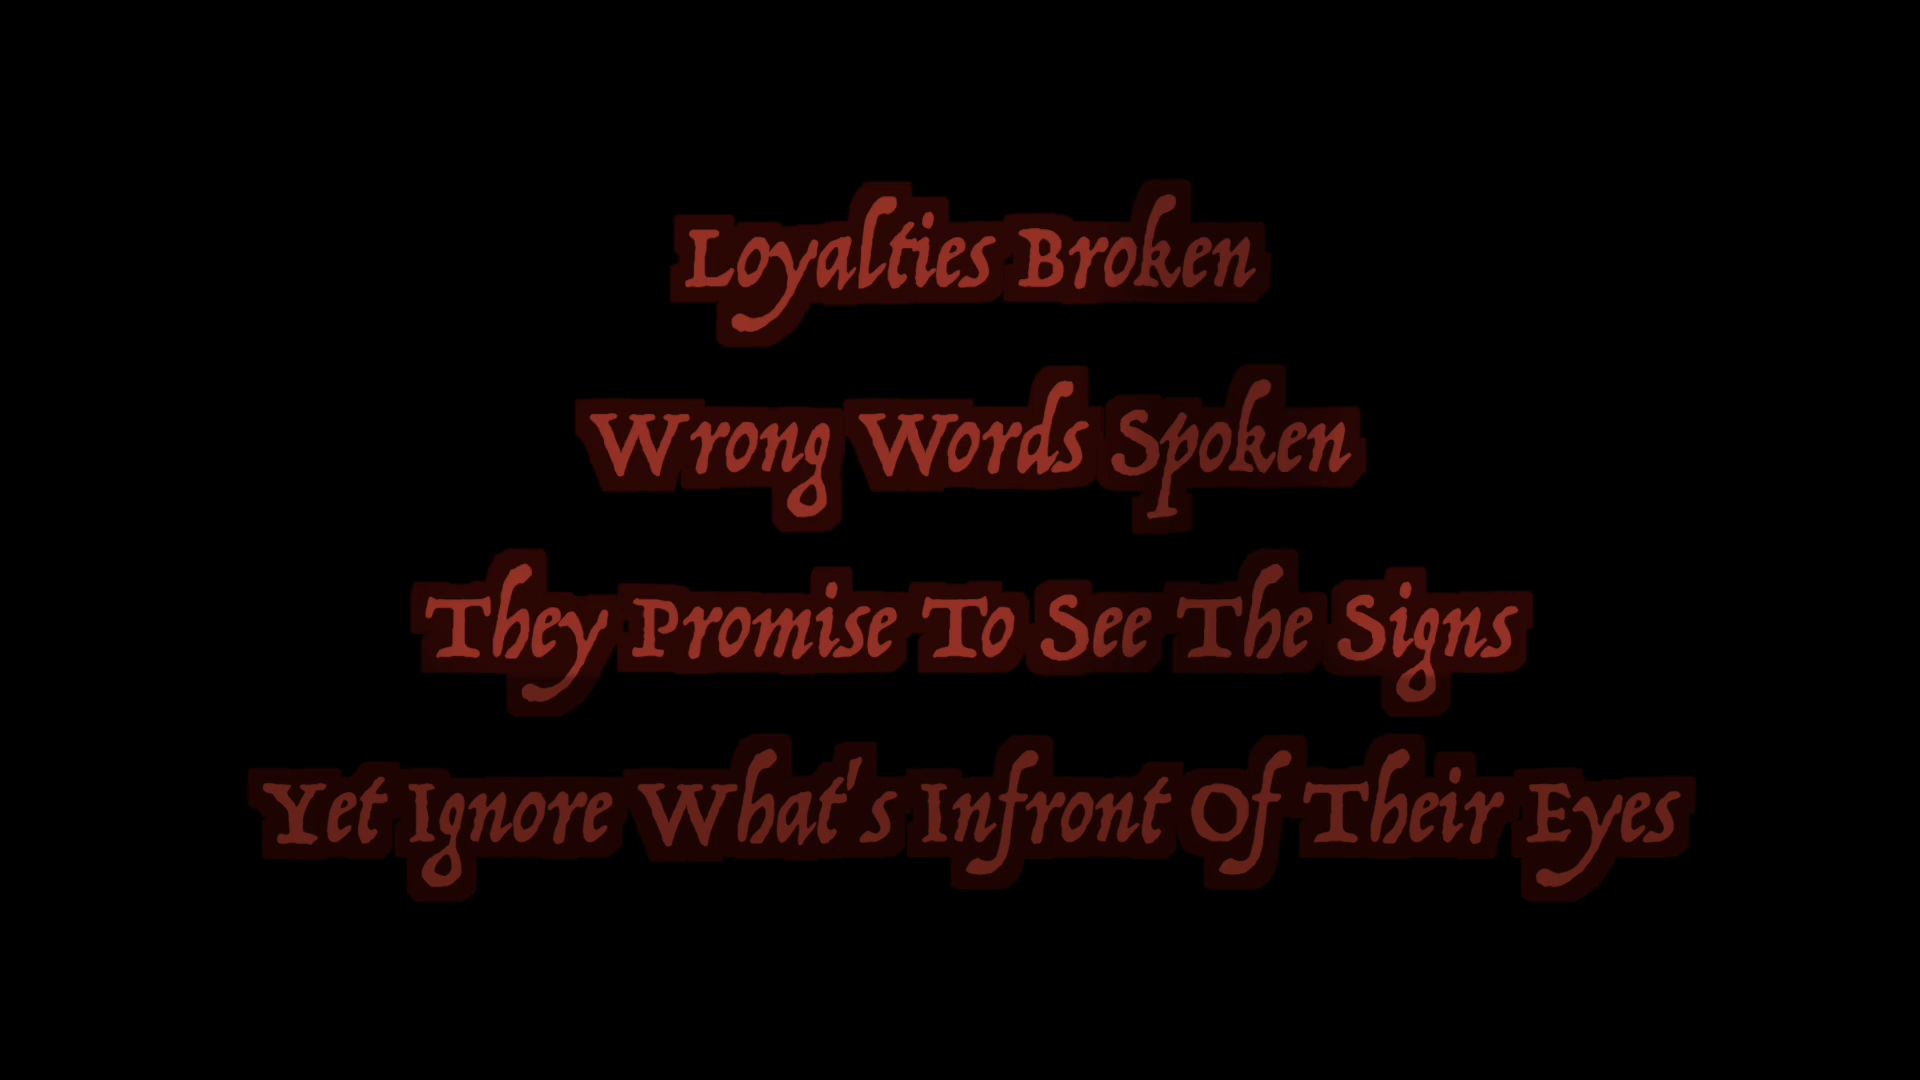 Loyalties Broken
Wrong Words Spoken
They Promise To See The Signs
Yet Ignore What's Infront Of Their Eyes